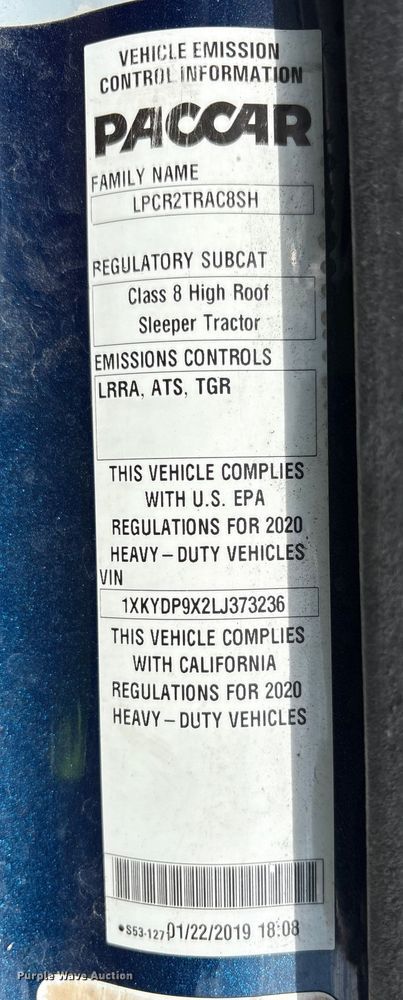 VEHICLE EMISSION
CONTROL INFORMATION
PACCAR
FAMILY NAME
LPCR2TRAC8SH
REGULATORY SUBCAT
Class 8 High Roof
Sleeper Tractor
EMISSIONS CONTROLS
LRRA, ATS, TGR
THIS VEHICLE COMPLIES
WITH U.S. EPA
REGULATIONS FOR 2020
HEAVY-DUTY VEHICLES
VIN
1XKYDP9X2LJ373236
THIS VEHICLE COMPLIES
WITH CALIFORNIA
REGULATIONS FOR 2020
HEAVY-DUTY VEHICLES
*S53-127 01/22/2019 18:08
Purple Wave Auction